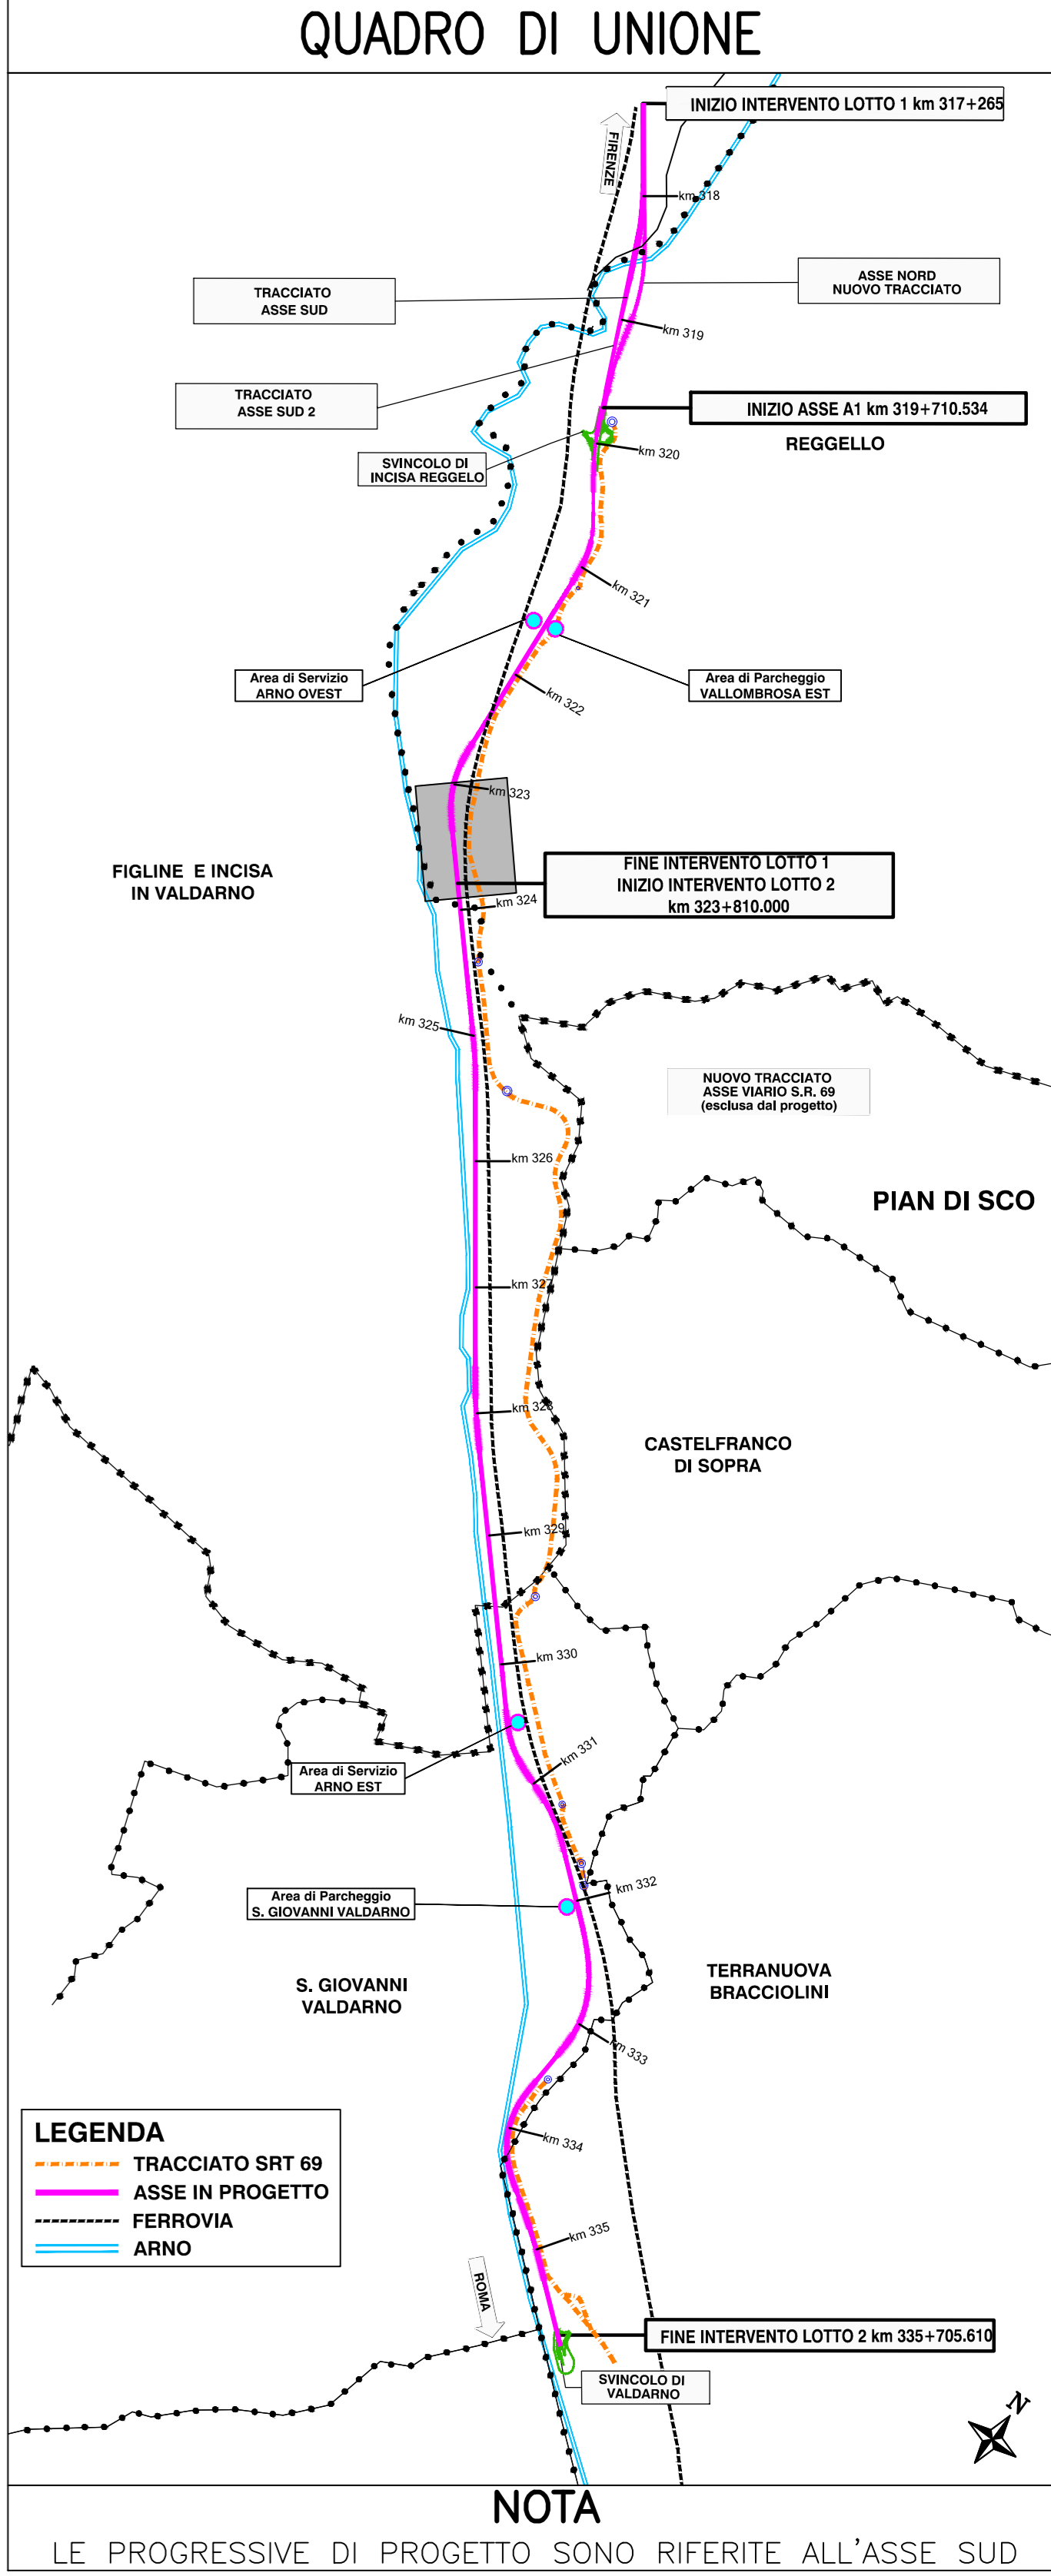 QUADRO DI UNIONE
INIZIO INTERVENTO LOTTO 1 km 317+265
FIRENZE
km 318
TRACCIATO
ASSE SUD
ASSE NORD
NUOVO TRACCIATO
km 319
TRACCIATO
ASSE SUD 2
INIZIO ASSE A1 km 319+710.534
REGGELLO
SVINCOLO DI
INCISA REGGELO
km 320
km 321
Area di Servizio
ARNO OVEST
Area di Parcheggio
VALLOMBROSA EST
km 322
km 323
FIGLINE E INCISA
IN VALDARNO
FINE INTERVENTO LOTTO 1
INIZIO INTERVENTO LOTTO 2
km 323+810.000
km 324
km 325
NUOVO TRACCIATO
ASSE VIARIO S.R. 69
(esclusa dal progetto)
km 326
PIAN DI SCO
km 327
km 328
CASTELFRANCO
DI SOPRA
km 329
km 330
km 331
Area di Servizio
ARNO EST
km 332
Area di Parcheggio
S. GIOVANNI VALDARNO
S. GIOVANNI
VALDARNO
TERRANUOVA
BRACCIOLINI
km 333
km 334
LEGENDA
TRACCIATO SRT 69
ASSE IN PROGETTO
FERROVIA
ARNO
km 335
ROMA
FINE INTERVENTO LOTTO 2 km 335+705.610
SVINCOLO DI
VALDARNO
N
NOTA
LE PROGRESSIVE DI PROGETTO SONO RIFERITE ALL'ASSE SUD